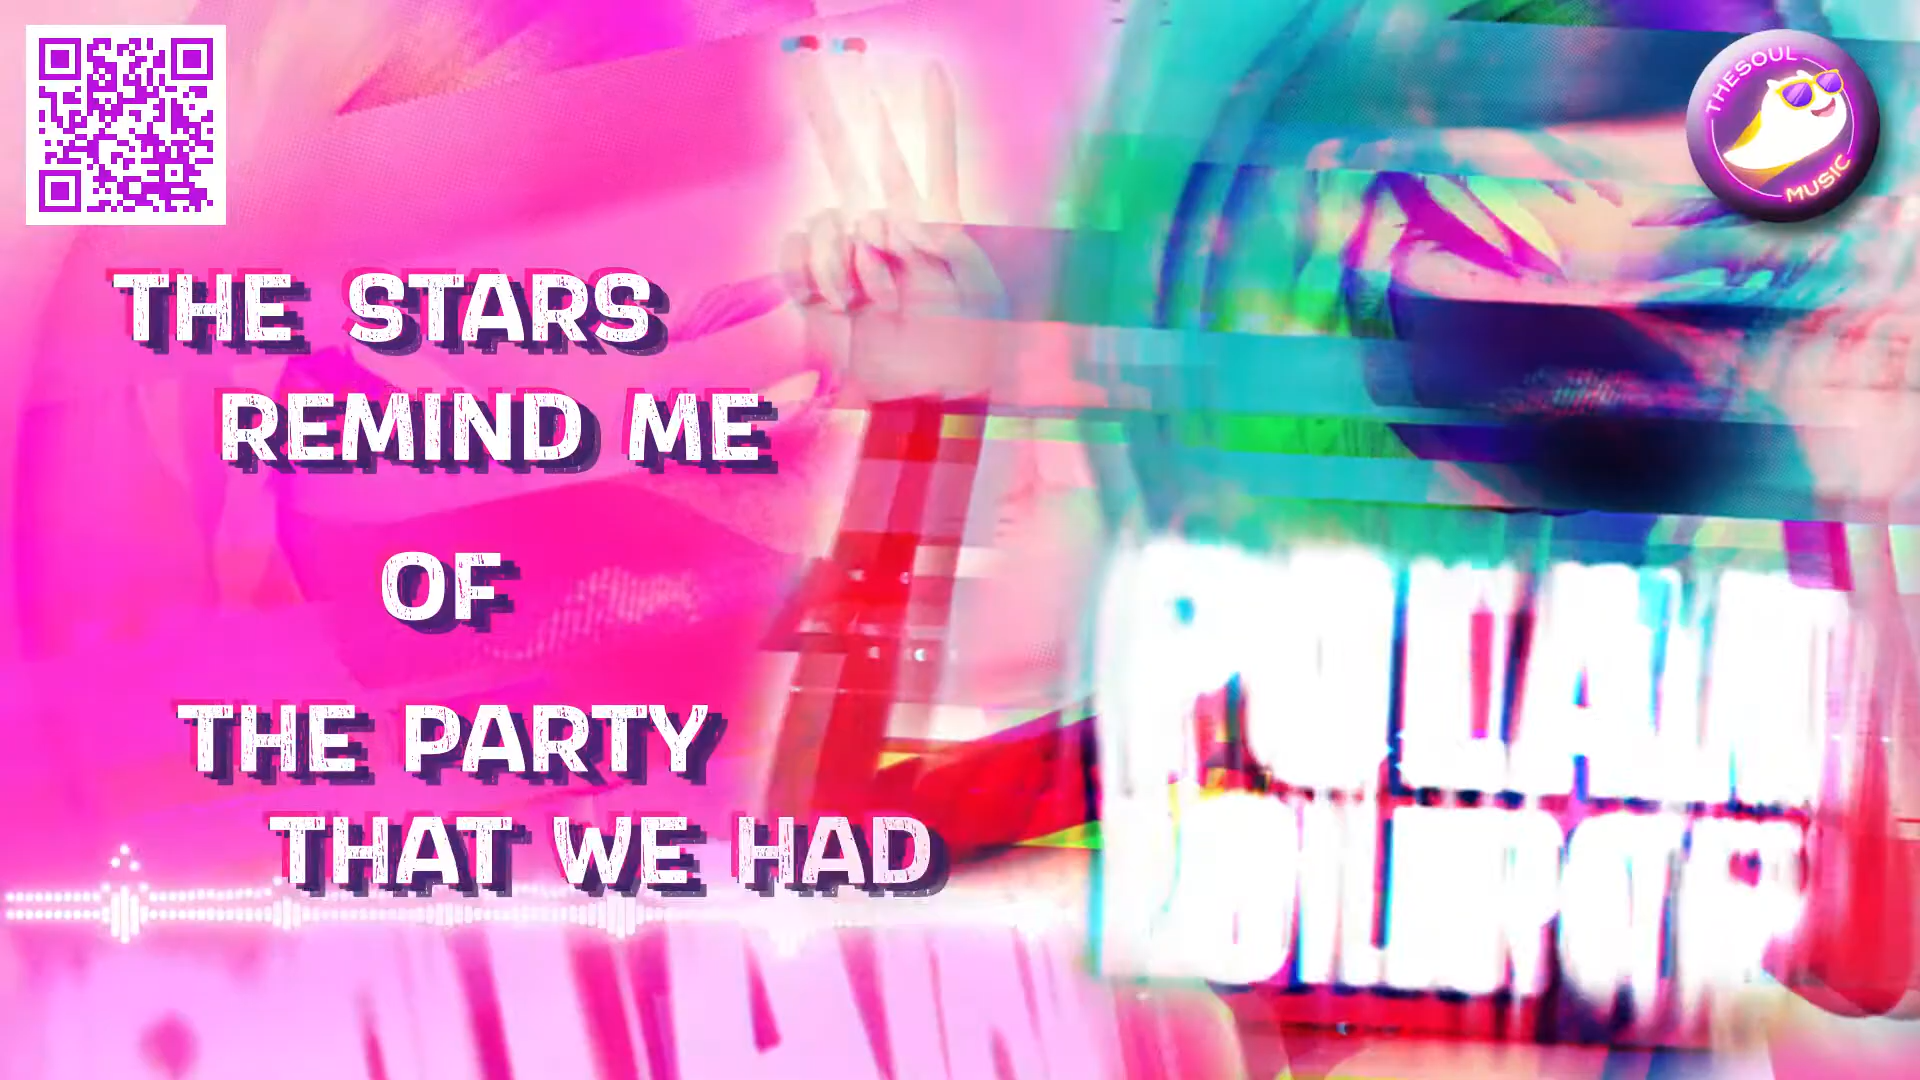 THESOUL
MUSIC
THE STARS
REMIND ME
OF
THE PARTY
THAT WE HAD